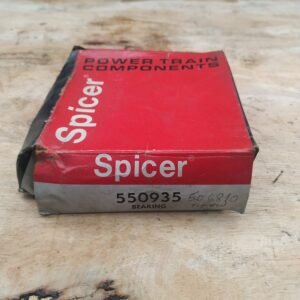 POWER TRAIN
COMPONENTS
Spicer®
Spicer®
550935
BEARING